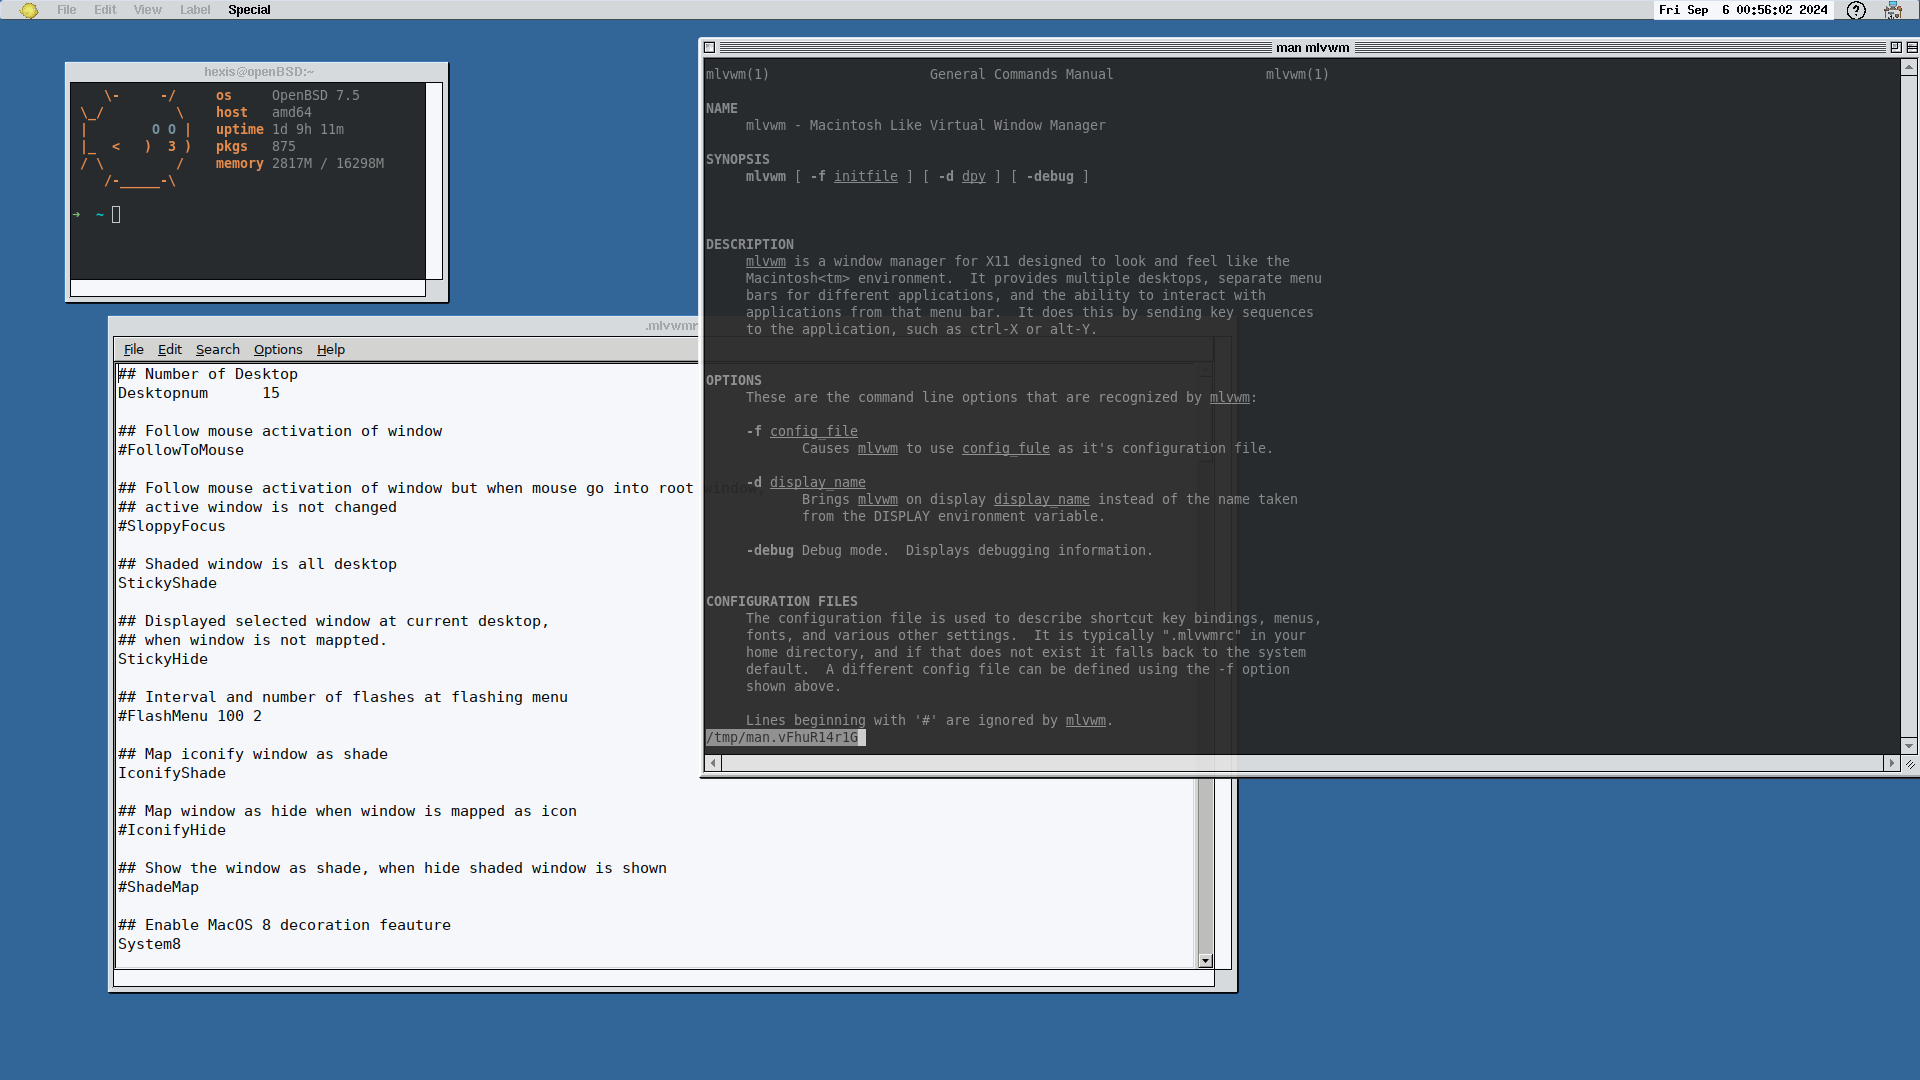 File Edit View Label Special
Fri Sep  6 00:56:02 2024
hexis@openBSD:~
   \-     -/     os     OpenBSD 7.5
\_/         \    host   amd64
|        O O |   uptime 1d 9h 11m
|_  <   )  3 )   pkgs   875
/ \         /    memory 2817M / 16298M
   /-_____-\
→  ~
.mlvwmr
File Edit Search Options Help
## Number of Desktop
Desktopnum      15
## Follow mouse activation of window
#FollowToMouse
## Follow mouse activation of window but when mouse go into root window,
## active window is not changed
#SloppyFocus
## Shaded window is all desktop
StickyShade
## Displayed selected window at current desktop,
## when window is not mappted.
StickyHide
## Interval and number of flashes at flashing menu
#FlashMenu 100 2
## Map iconify window as shade
IconifyShade
## Map window as hide when window is mapped as icon
#IconifyHide
## Show the window as shade, when hide shaded window is shown
#ShadeMap
## Enable MacOS 8 decoration feauture
System8
man mlvwm
mlvwm(1)                    General Commands Manual                   mlvwm(1)
NAME
mlvwm - Macintosh Like Virtual Window Manager
SYNOPSIS
mlvwm [ -f initfile ] [ -d dpy ] [ -debug ]
DESCRIPTION
mlvwm is a window manager for X11 designed to look and feel like the
Macintosh<tm> environment.  It provides multiple desktops, separate menu
bars for different applications, and the ability to interact with
applications from that menu bar.  It does this by sending key sequences
to the application, such as ctrl-X or alt-Y.
OPTIONS
These are the command line options that are recognized by mlvwm:
-f config_file
Causes mlvwm to use config_fule as it's configuration file.
-d display_name
Brings mlvwm on display display_name instead of the name taken
from the DISPLAY environment variable.
-debug Debug mode.  Displays debugging information.
CONFIGURATION FILES
The configuration file is used to describe shortcut key bindings, menus,
fonts, and various other settings.  It is typically ".mlvwmrc" in your
home directory, and if that does not exist it falls back to the system
default.  A different config file can be defined using the -f option
shown above.
Lines beginning with '#' are ignored by mlvwm.
/tmp/man.vFhuR14r1G